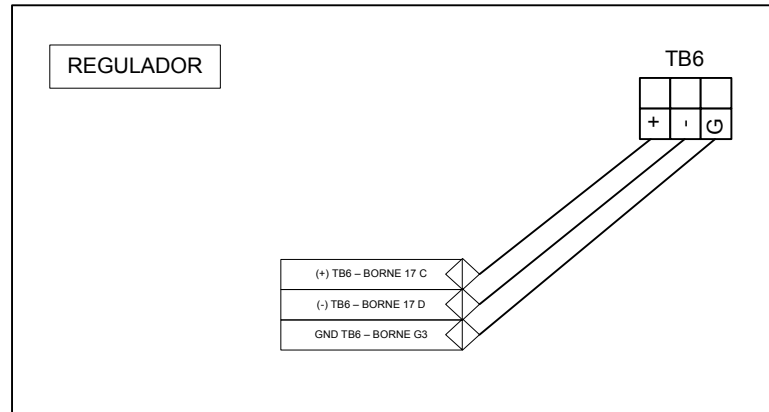 REGULADOR
TB6
+ - G
(+) TB6 – BORNE 17 C
(-) TB6 – BORNE 17 D
GND TB6 – BORNE G3